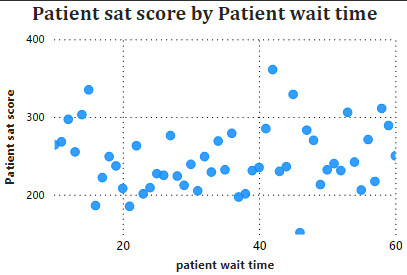 Patient sat score by Patient wait time
400
300
200
Patient sat score
20
40
60
patient wait time